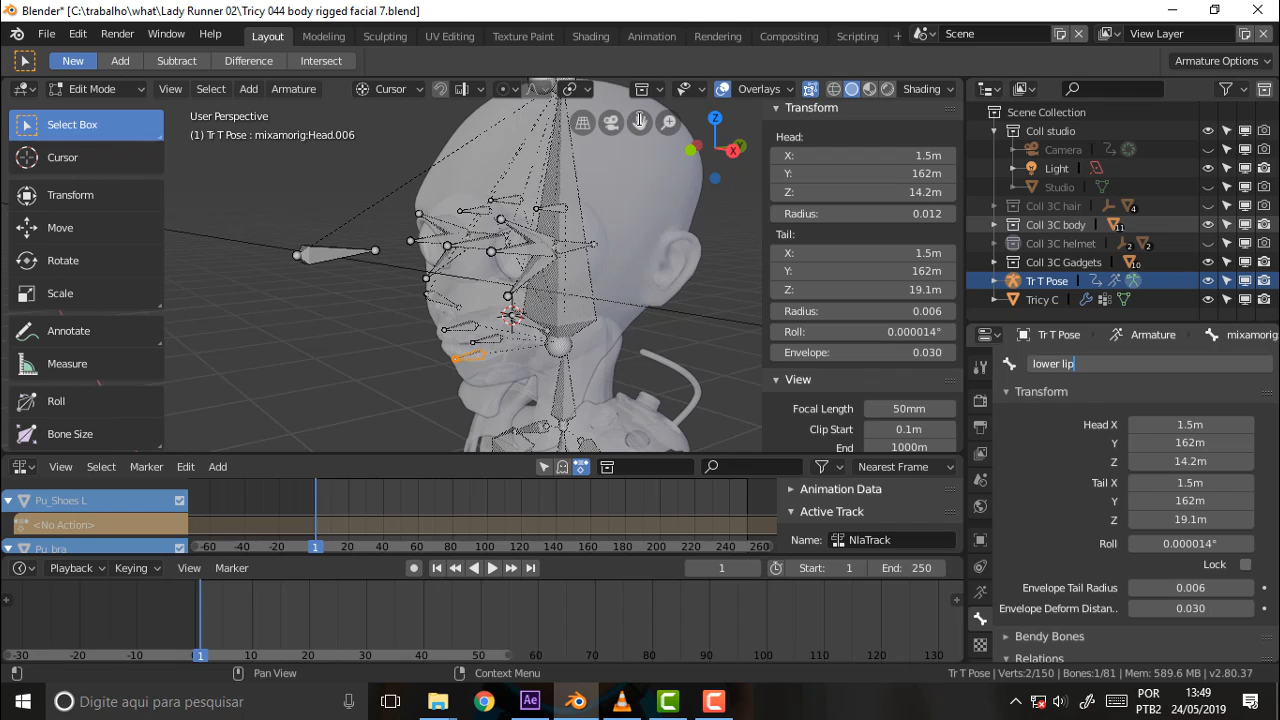 Blender* [C:\trabalho\what\Lady Runner 02\Tricy 044 body rigged facial 7.blend]
File Edit Render Window Help Layout Modeling Sculpting UV Editing Texture Paint Shading Animation Rendering Compositing Scripting Scene View Layer
New Add Subtract Difference Intersect Armature Options
Edit Mode View Select Add Armature Cursor Overlays Shading
Select Box
Cursor
Transform
Move
Rotate
Scale
Annotate
Measure
Roll
Bone Size
User Perspective
(1) Tr T Pose : mixamorig:Head.006
Z
X
Y
Transform
Head:
X: 1.5m
Y: 162m
Z: 14.2m
Radius: 0.012
Tail:
X: 1.5m
Y: 162m
Z: 19.1m
Radius: 0.006
Roll: 0.000014°
Envelope: 0.030
View
Focal Length 50mm
Clip Start 0.1m
End 1000m
Scene Collection
Coll studio
Camera
Light
Studio
Coll 3C hair 4
Coll 3C body 11
Coll 3C helmet 2 2
Coll 3C Gadgets 10
Tr T Pose
Tricy C
Tr T Pose Armature mixamorig
lower lip
Transform
Head X 1.5m
Y 162m
Z 14.2m
Tail X 1.5m
Y 162m
Z 19.1m
Roll 0.000014°
Lock
Envelope Tail Radius 0.006
Envelope Deform Distan.. 0.030
Bendy Bones
Relations
View Select Marker Edit Add Nearest Frame
Pu_Shoes L
<No Action>
Pu_bra
-60 -40 -20 1 20 40 60 80 100 120 140 160 180 200 220 240 260
Animation Data
Active Track
Name: NlaTrack
Playback Keying View Marker 1 Start: 1 End: 250
-30 -20 -10 1 10 20 30 40 50 60 70 80 90 100 110 120 130
Select Pan View Context Menu Tr T Pose | Verts:2/150 | Bones:1/81 | Mem: 589.6 MB | v2.80.37
Digite aqui para pesquisar
Ae
C
C
POR
PTB2
13:49
24/05/2019